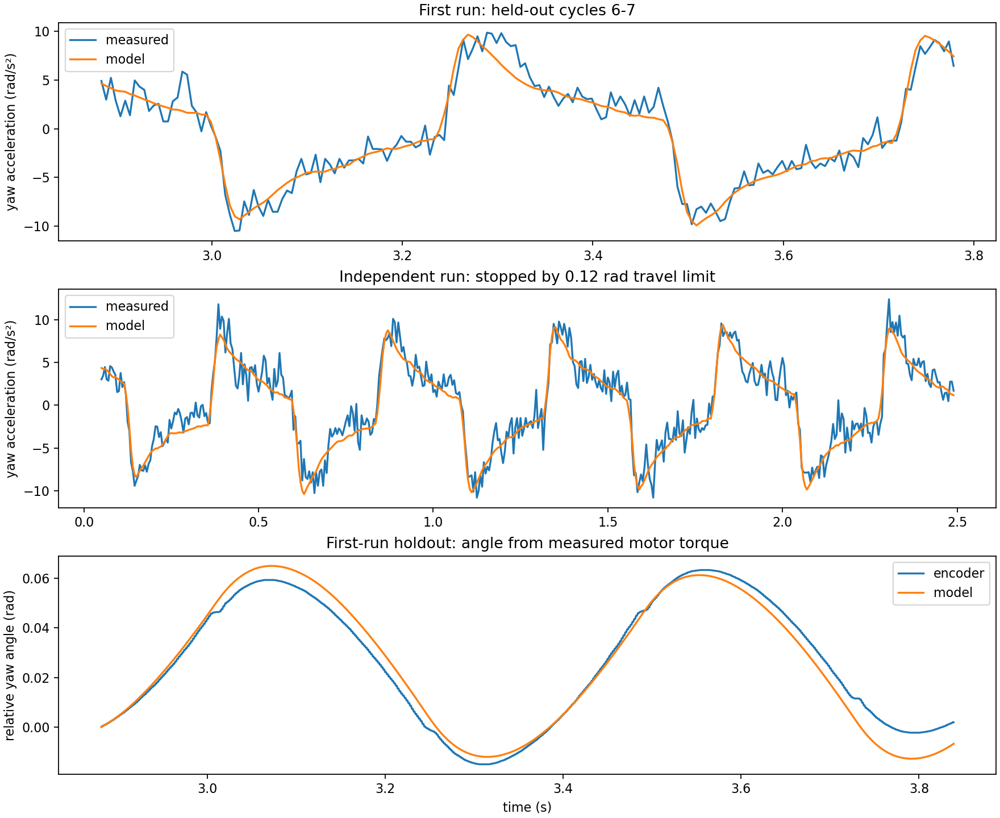 First run: held-out cycles 6-7
yaw acceleration (rad/s²)
10
5
0
−5
−10
measured
model
3.0
3.2
3.4
3.6
3.8
Independent run: stopped by 0.12 rad travel limit
yaw acceleration (rad/s²)
10
5
0
−5
−10
measured
model
0.0
0.5
1.0
1.5
2.0
2.5
First-run holdout: angle from measured motor torque
relative yaw angle (rad)
0.06
0.04
0.02
0.00
encoder
model
3.0
3.2
3.4
3.6
3.8
time (s)